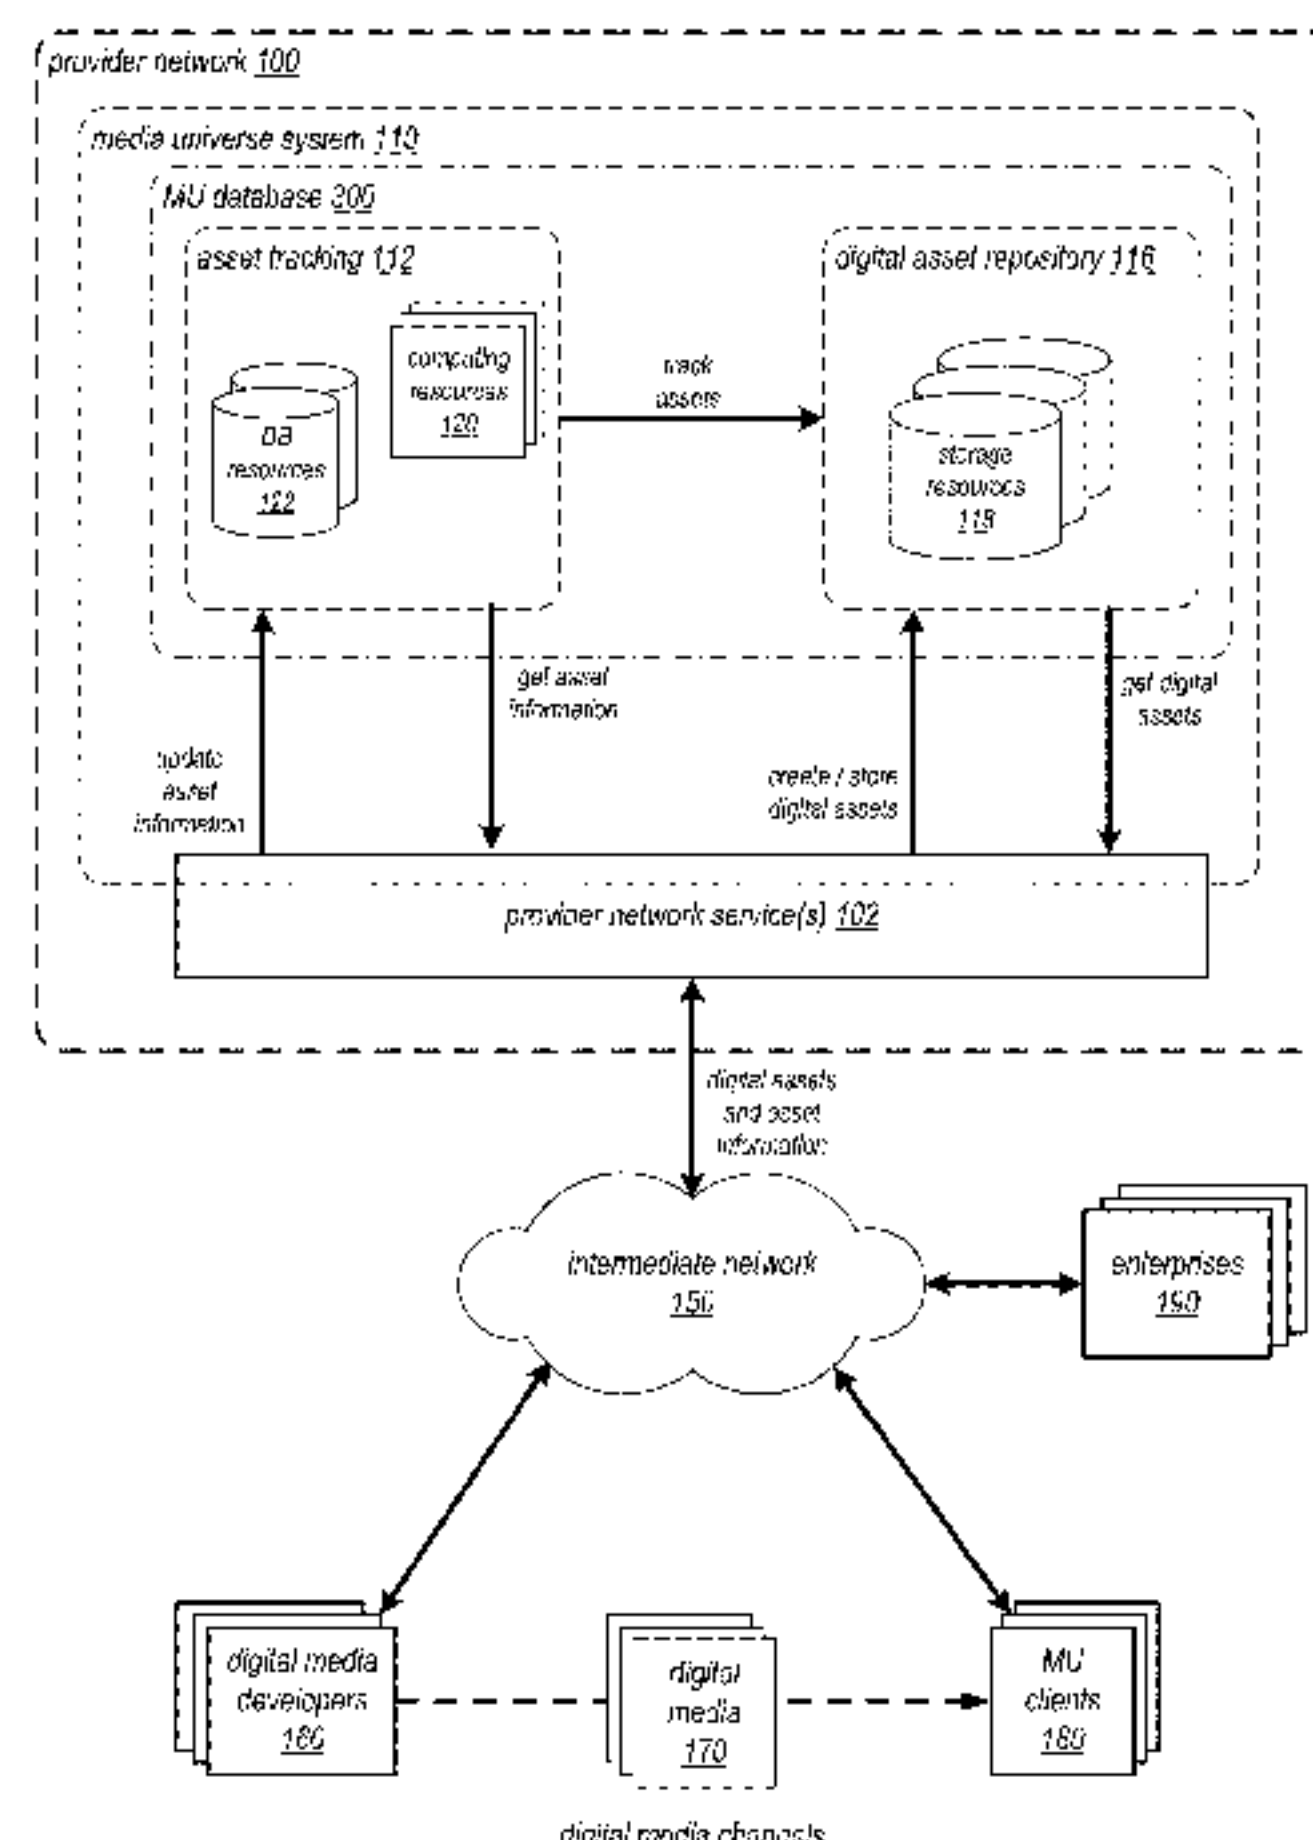 provider network 100
media universe system 110
MU database 300
asset tracking 112
digital asset repository 116
computing
resources
120
track
assets
DB
resources
122
storage
resources
118
get asset
information
get digital
assets
update
asset
information
create / store
digital assets
provider network service(s) 102
digital assets
and asset
information
intermediate network
150
enterprises
190
digital media
developers
160
digital
media
170
MU
clients
180
digital media channels